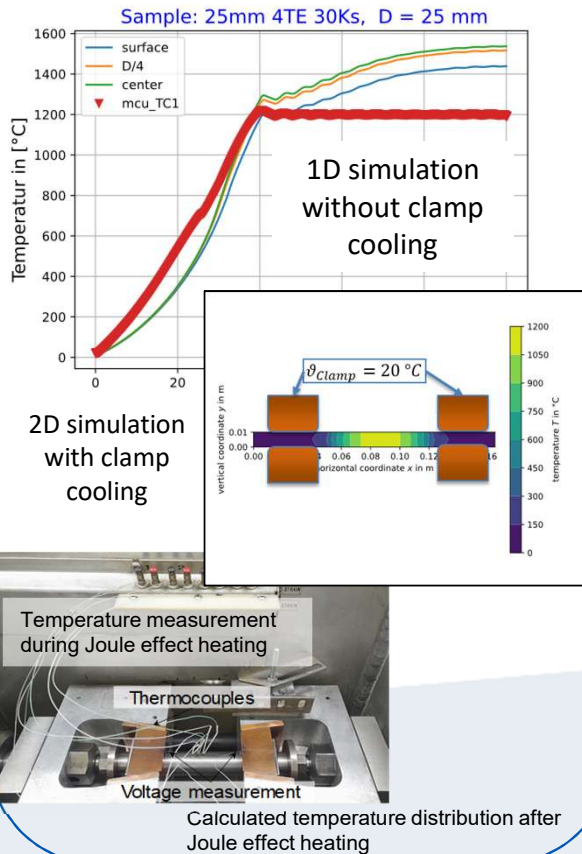 Sample: 25mm 4TE 30Ks, D = 25 mm
1600
1400
1200
1000
800
600
400
200
0
Temperatur in [°C]
surface
D/4
center
mcu_TC1
0
20
1D simulation
without clamp
cooling
2D simulation
with clamp
cooling
𝜗Clamp = 20 °C
vertical coordinate y in m
0.01
0.00
0.00
0.02
0.06
0.08
0.10
0.12
horizontal coordinate x in m
1200
1050
900
750
600
450
300
150
0
temperature T in °C
Temperature measurement
during Joule effect heating
Thermocouples
Voltage measurement
Calculated temperature distribution after
Joule effect heating